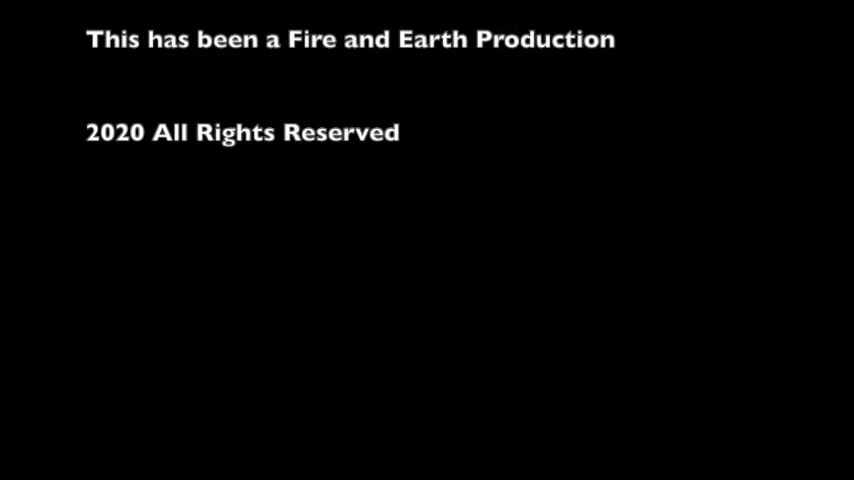 This has been a Fire and Earth Production
2020 All Rights Reserved